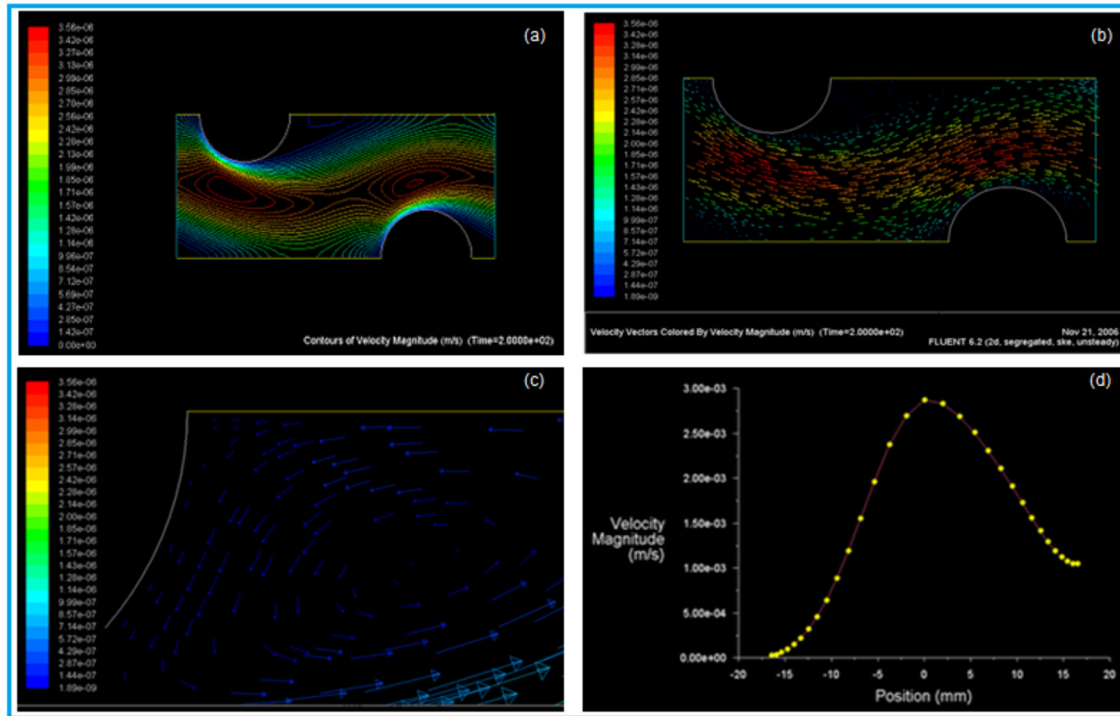 (a)
3.56e-06
3.42e-06
3.27e-06
3.13e-06
2.99e-06
2.85e-06
2.70e-06
2.56e-06
2.42e-06
2.28e-06
2.14e-06
1.99e-06
1.85e-06
1.71e-06
1.57e-06
1.42e-06
1.28e-06
1.14e-06
9.96e-07
8.54e-07
7.12e-07
5.69e-07
4.27e-07
2.85e-07
1.42e-07
0.00e+00
Contours of Velocity Magnitude (m/s) (Time=2.0000e+02)
(b)
3.56e-06
3.42e-06
3.28e-06
3.14e-06
2.99e-06
2.85e-06
2.71e-06
2.57e-06
2.42e-06
2.28e-06
2.14e-06
2.00e-06
1.85e-06
1.71e-06
1.57e-06
1.43e-06
1.28e-06
1.14e-06
9.99e-07
8.57e-07
7.14e-07
5.72e-07
4.29e-07
2.87e-07
1.44e-07
1.89e-09
Velocity Vectors Colored By Velocity Magnitude (m/s) (Time=2.0000e+02)
Nov 21, 2006
FLUENT 6.2 (2d, segregated, ske, unsteady)
(c)
3.56e-06
3.42e-06
3.28e-06
3.14e-06
2.99e-06
2.85e-06
2.71e-06
2.57e-06
2.42e-06
2.28e-06
2.14e-06
2.00e-06
1.85e-06
1.71e-06
1.57e-06
1.43e-06
1.28e-06
1.14e-06
9.99e-07
8.57e-07
7.14e-07
5.72e-07
4.29e-07
2.87e-07
1.44e-07
1.89e-09
(d)
3.00e-03
2.50e-03
2.00e-03
1.50e-03
1.00e-03
5.00e-04
0.00e+00
Velocity
Magnitude
(m/s)
-20
-15
-10
-5
0
5
10
15
20
Position (mm)